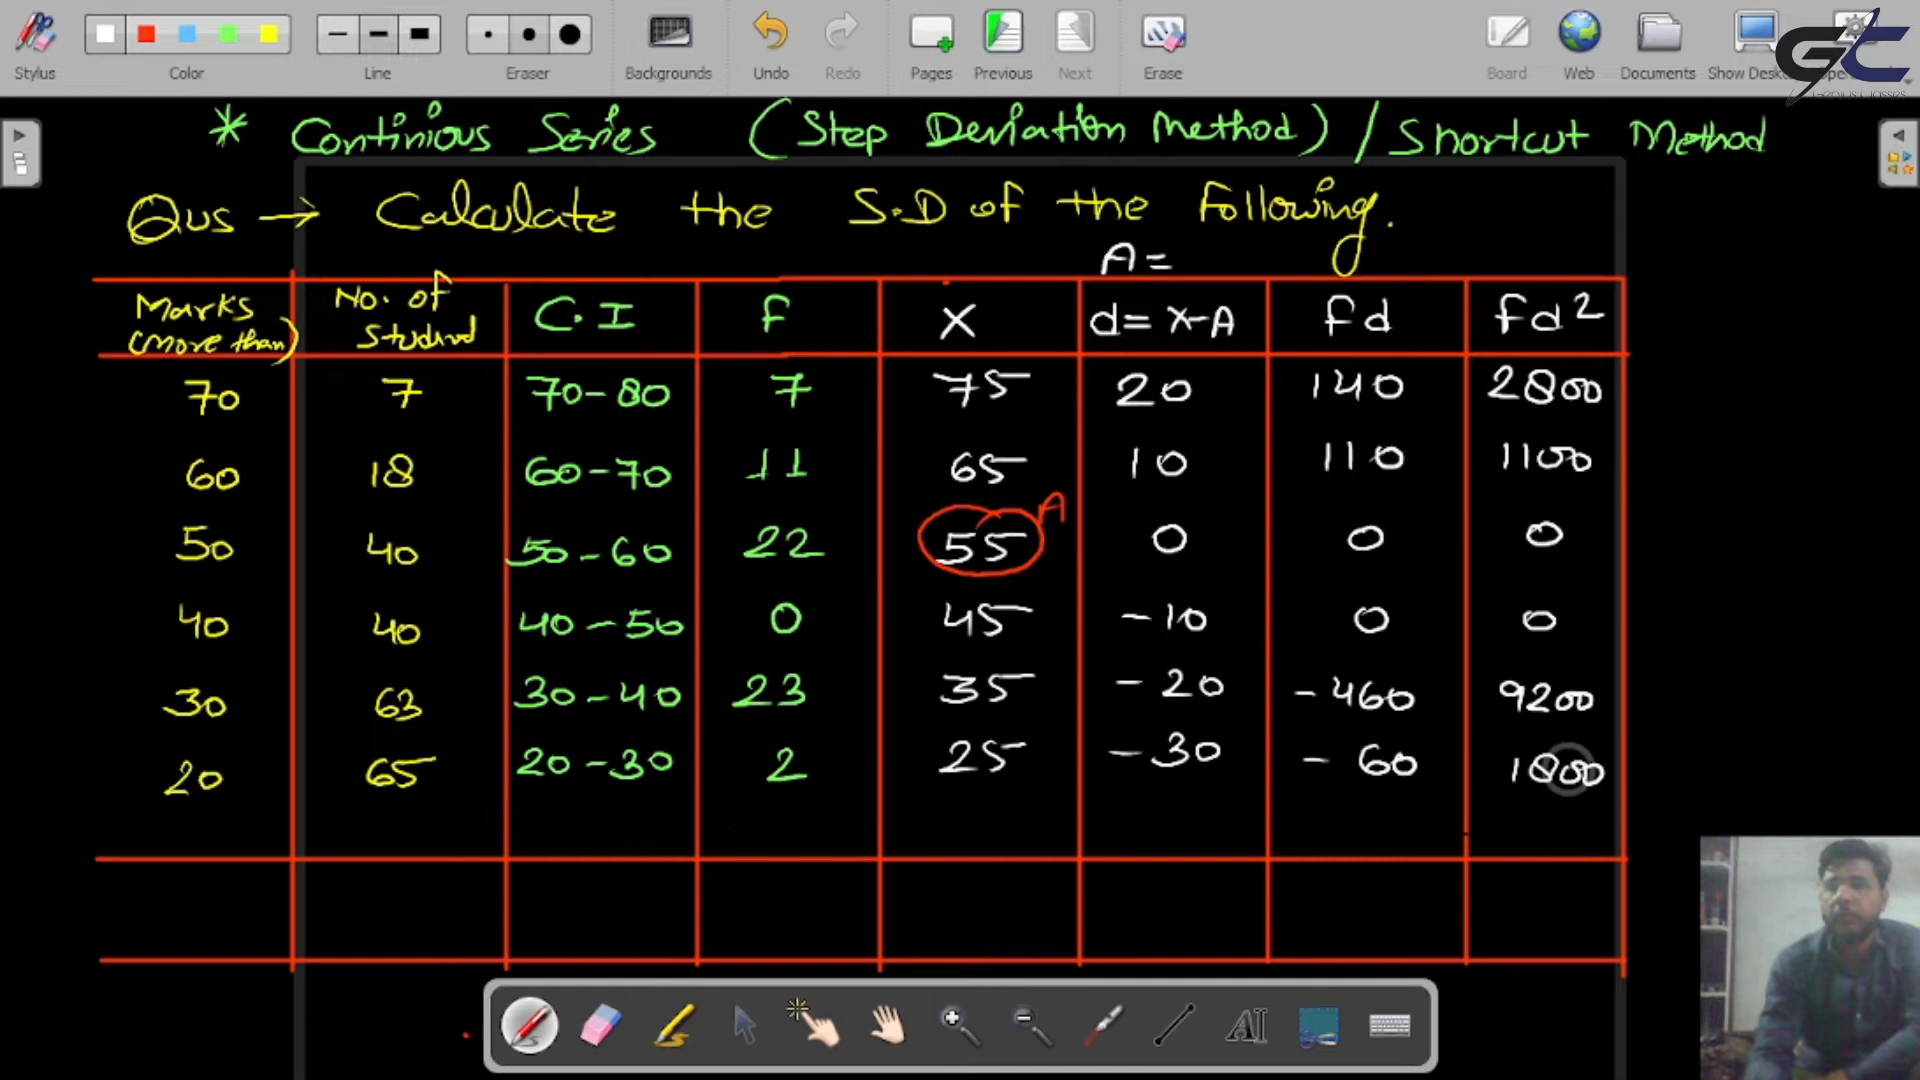 Stylus
Color
Line
Eraser
Backgrounds
Undo
Redo
Pages
Previous
Next
Erase
Board
Web
Documents
GC
* Continious Series (Step Deviation Method) / Shortcut Method
Qus → Calculate the S.D of the following.
A =
Marks (More than) No. of C.I F X d= X-A fd fd²
70 7 70-80 7 75 20 140 2800
60 18 60-70 11 65 10 110 1100
A
50 40 50-60 22 55 0 0 0
40 40 40-50 0 45 -10 0 0
30 63 30-40 23 35 -20 -460 9200
20 65 20-30 2 25 -30 -60 1800
AI